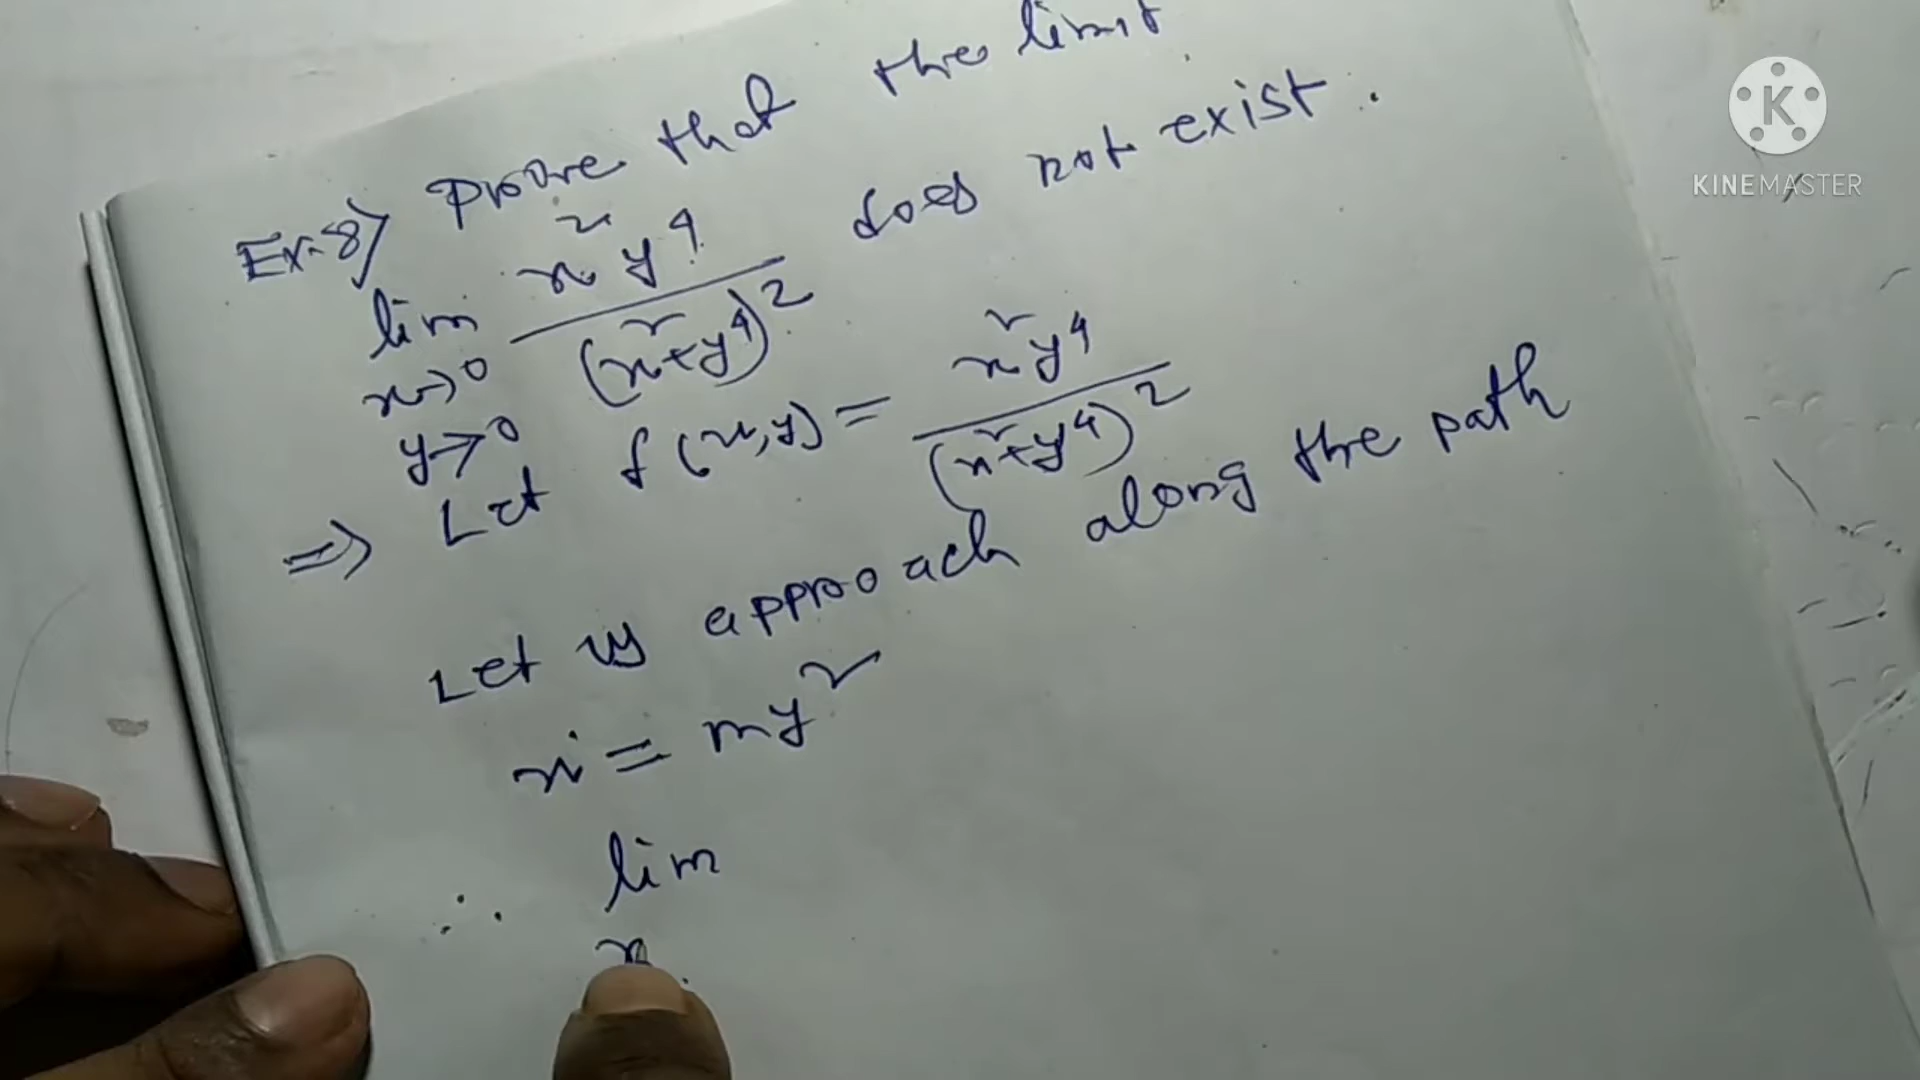 Ex-8) Prove that the limit
lim x²y⁴ / (x²+y⁴)² does not exist.
x→0
y→0
⇒ Let f(x,y) = x²y⁴ / (x²+y⁴)²
Let us approach along the path
x = my²
∴ lim
x
K
KINEMASTER